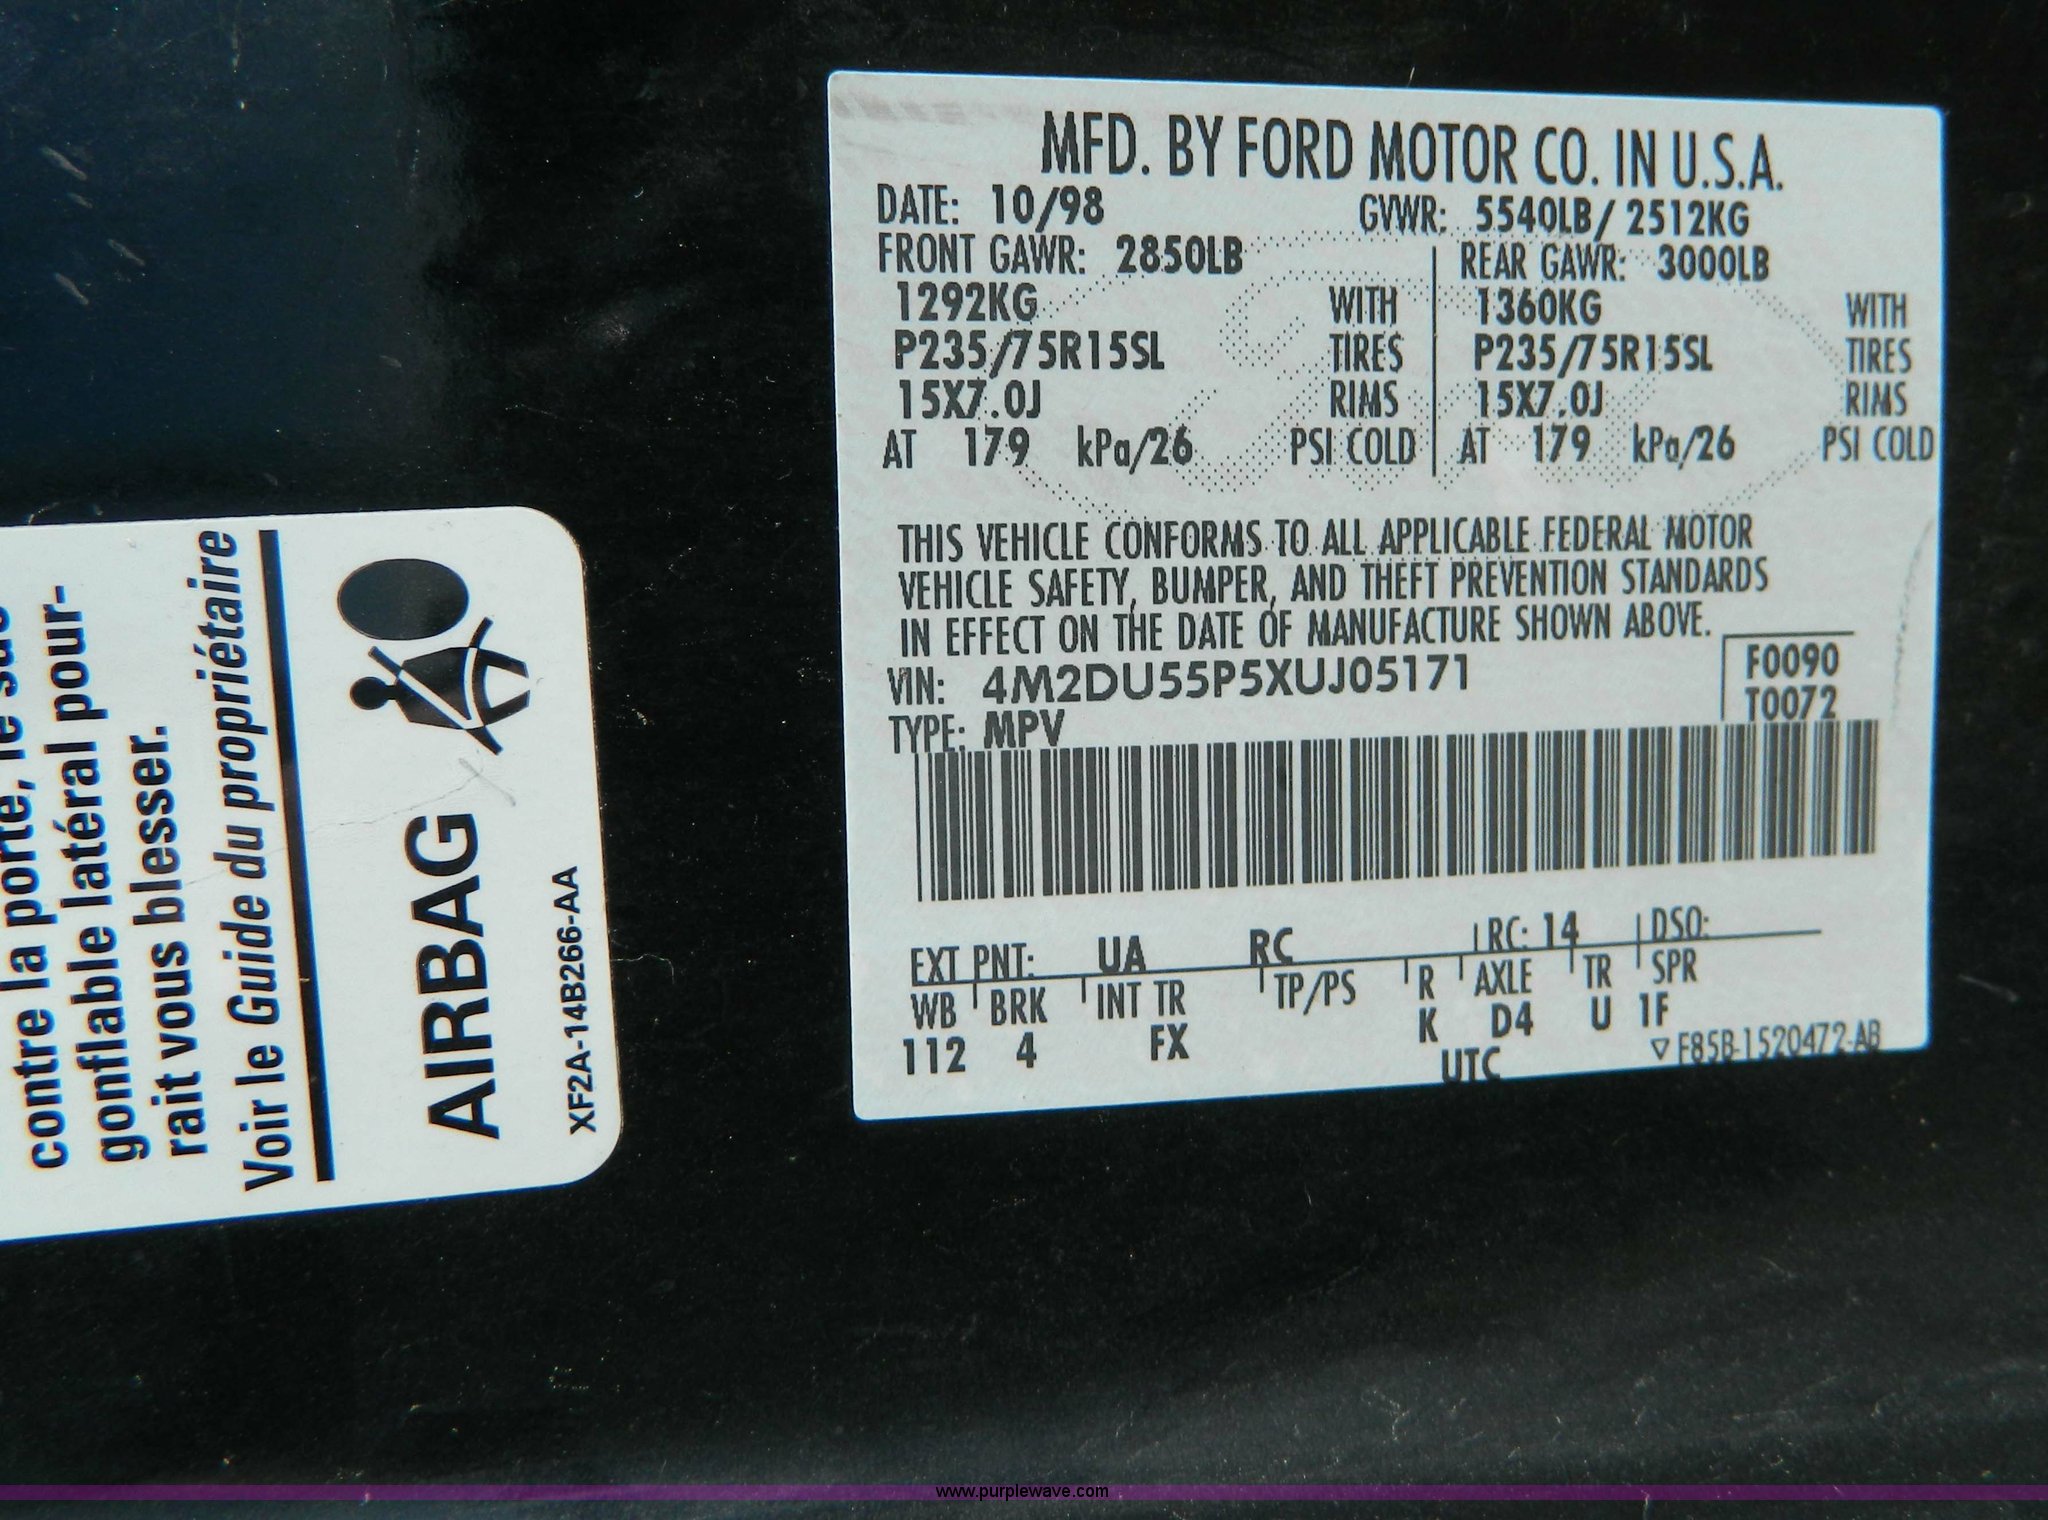 MFD. BY FORD MOTOR CO. IN U.S.A.
DATE: 10/98 GVWR: 5540LB/ 2512KG
FRONT GAWR: 2850LB REAR GAWR: 3000LB
1292KG WITH 1360KG WITH
P235/75R15SL TIRES P235/75R15SL TIRES
15X7.0J RIMS 15X7.0J RIMS
AT 179 kPa/26 PSI COLD AT 179 kPa/26 PSI COLD
THIS VEHICLE CONFORMS TO ALL APPLICABLE FEDERAL MOTOR
VEHICLE SAFETY, BUMPER, AND THEFT PREVENTION STANDARDS
IN EFFECT ON THE DATE OF MANUFACTURE SHOWN ABOVE.
VIN: 4M2DU55P5XUJ05171 F0090
TYPE: MPV T0072
EXT PNT: UA RC RC: 14 DSO:
WB BRK INT TR TP/PS R AXLE TR SPR
112 4 FX K D4 U 1F
UTC F85B-1520472-AB
contre la porte, le sac
gonflable latéral pour-
rait vous blesser.
Voir le Guide du propriétaire
AIRBAG
XF2A-14B266-AA
www.purplewave.com